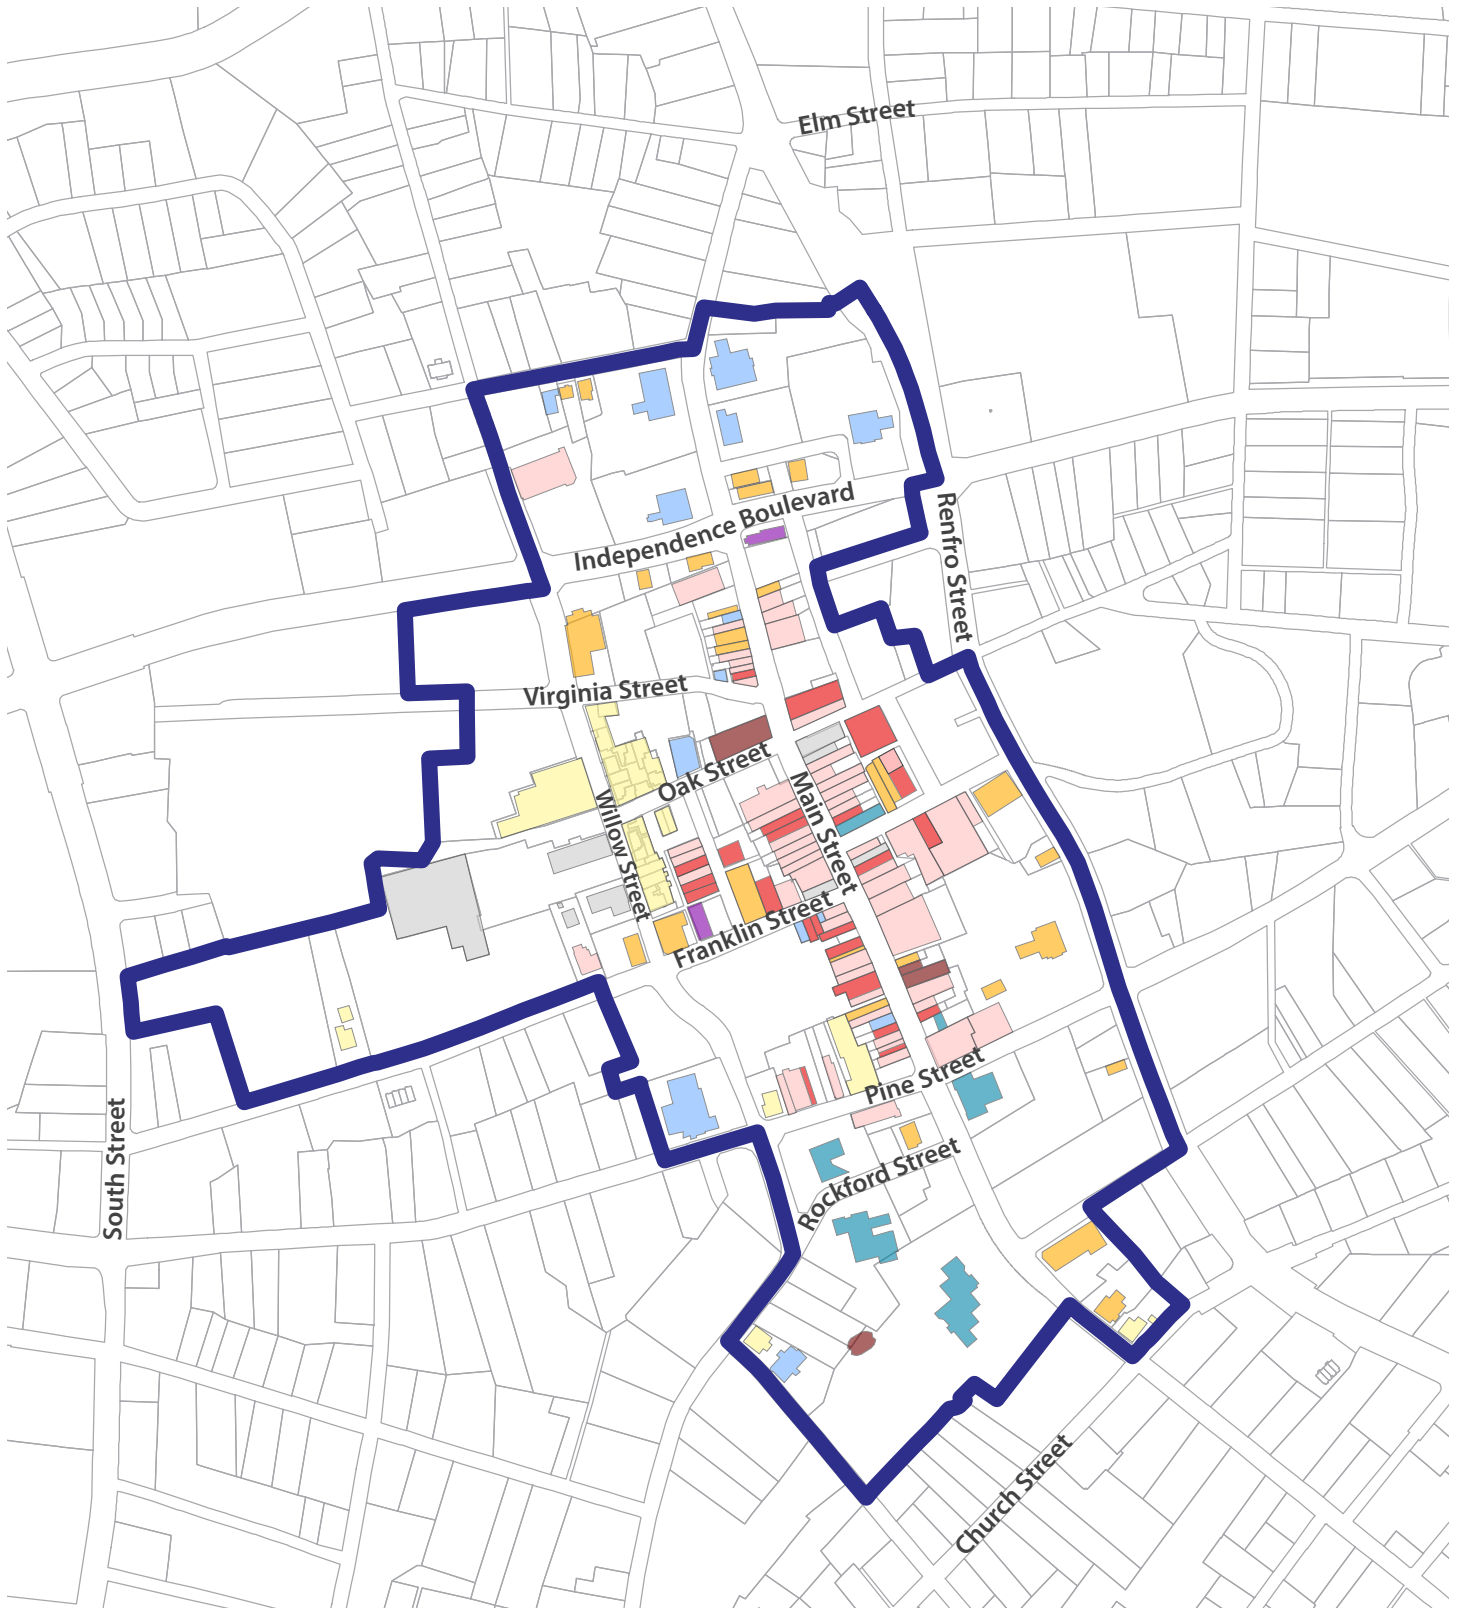 Elm Street
Independence Boulevard
Renfro Street
Virginia Street
Oak Street
Main Street
Willow Street
Franklin Street
Pine Street
Rockford Street
South Street
Church Street